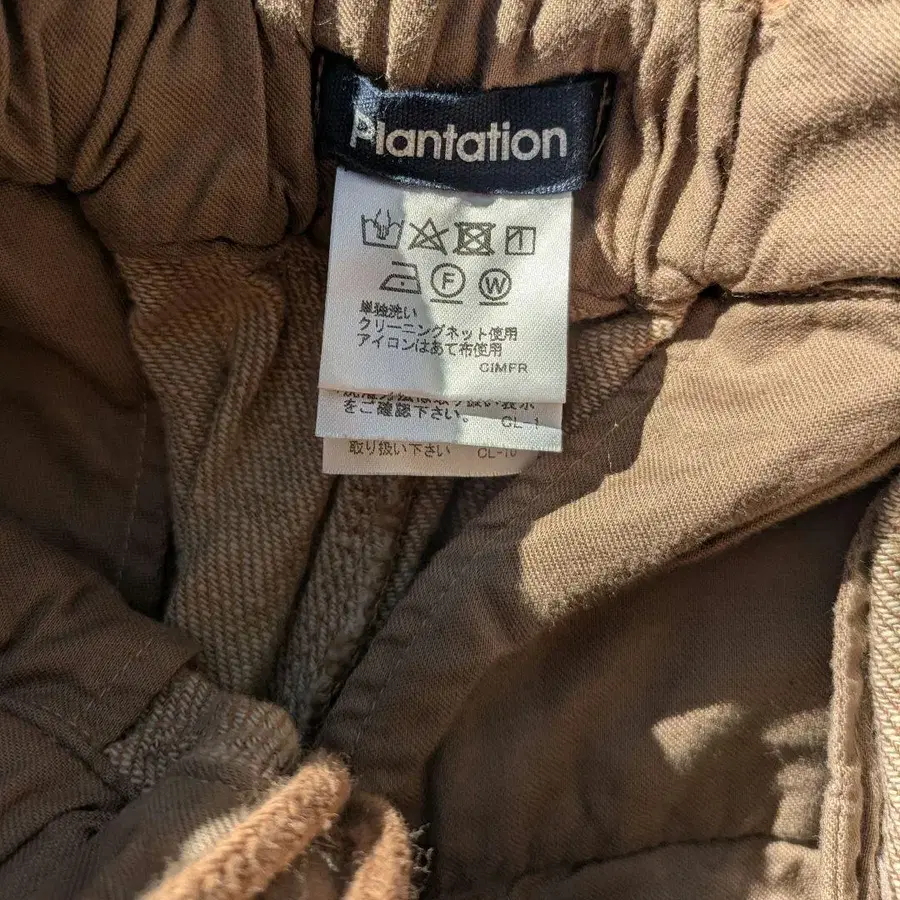 Plantation
F W
単独洗い
クリーニングネット使用
アイロンはあて布使用
CIMFR
をご確認下さい。 CL-1
取り扱い下さい CL-10